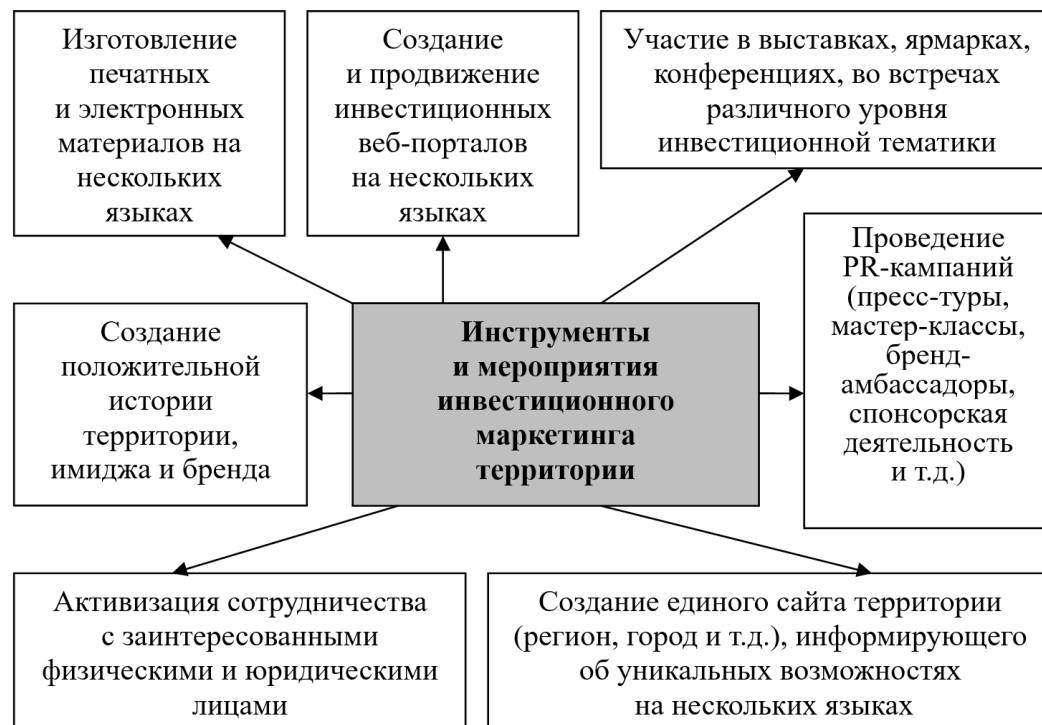 Изготовление
печатных
и электронных
материалов на
нескольких
языках
Создание
и продвижение
инвестиционных
веб-порталов
на нескольких
языках
Участие в выставках, ярмарках,
конференциях, во встречах
различного уровня
инвестиционной тематики
Создание
положительной
истории
территории,
имиджа и бренда
Инструменты
и мероприятия
инвестиционного
маркетинга
территории
Проведение
PR-кампаний
(пресс-туры,
мастер-классы,
бренд-
амбассадоры,
спонсорская
деятельность
и т.д.)
Активизация сотрудничества
с заинтересованными
физическими и юридическими
лицами
Создание единого сайта территории
(регион, город и т.д.), информирующего
об уникальных возможностях
на нескольких языках